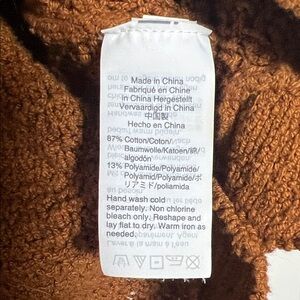 Made in China
Fabriqué en Chine
In China Hergestellt
Vervaardigd in China
中国製
Hecho en China
87% Cotton/Coton/
Baumwolle/Katoen/綿/
algodón
13% Polyamide/Polyamide/
Polyamid/Polyamide/ポ
リアミド/poliamida
Hand wash cold
separately. Non chlorine
bleach only. Reshape and
lay flat to dry. Warm iron as
needed.